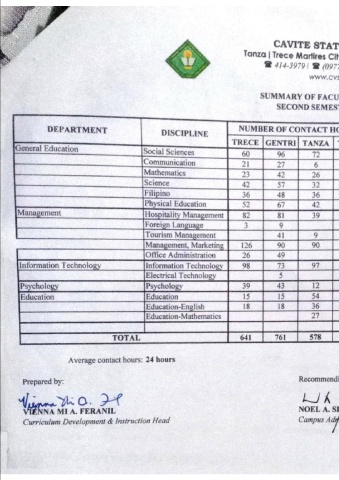 CAVITE STAT
Tanza | Trece Martires Cit
☎ 414-3979 | ☎ (097
www.cvs
SUMMARY OF FACU
SECOND SEMES
DEPARTMENT DISCIPLINE NUMBER OF CONTACT HO
TRECE GENTRI TANZA
General Education Social Sciences 60 96 72
Communication 21 27 6
Mathematics 23 42 26
Science 42 57 32
Filipino 36 48 36
Physical Education 52 67 42
Management Hospitality Management 82 81 39
Foreign Language 3 9
Tourism Management 41 9
Management, Marketing 126 90 90
Office Administration 26 49
Information Technology Information Technology 98 73 97
Electrical Technology 5
Psychology Psychology 39 43 12
Education Education 15 15 54
Education-English 18 18 36
Education-Mathematics 27
TOTAL 641 761 578
Average contact hours: 24 hours
Prepared by: Recommendi
VIENNA MI A. FERANIL NOEL A. S
Curriculum Development & Instruction Head Campus Ad